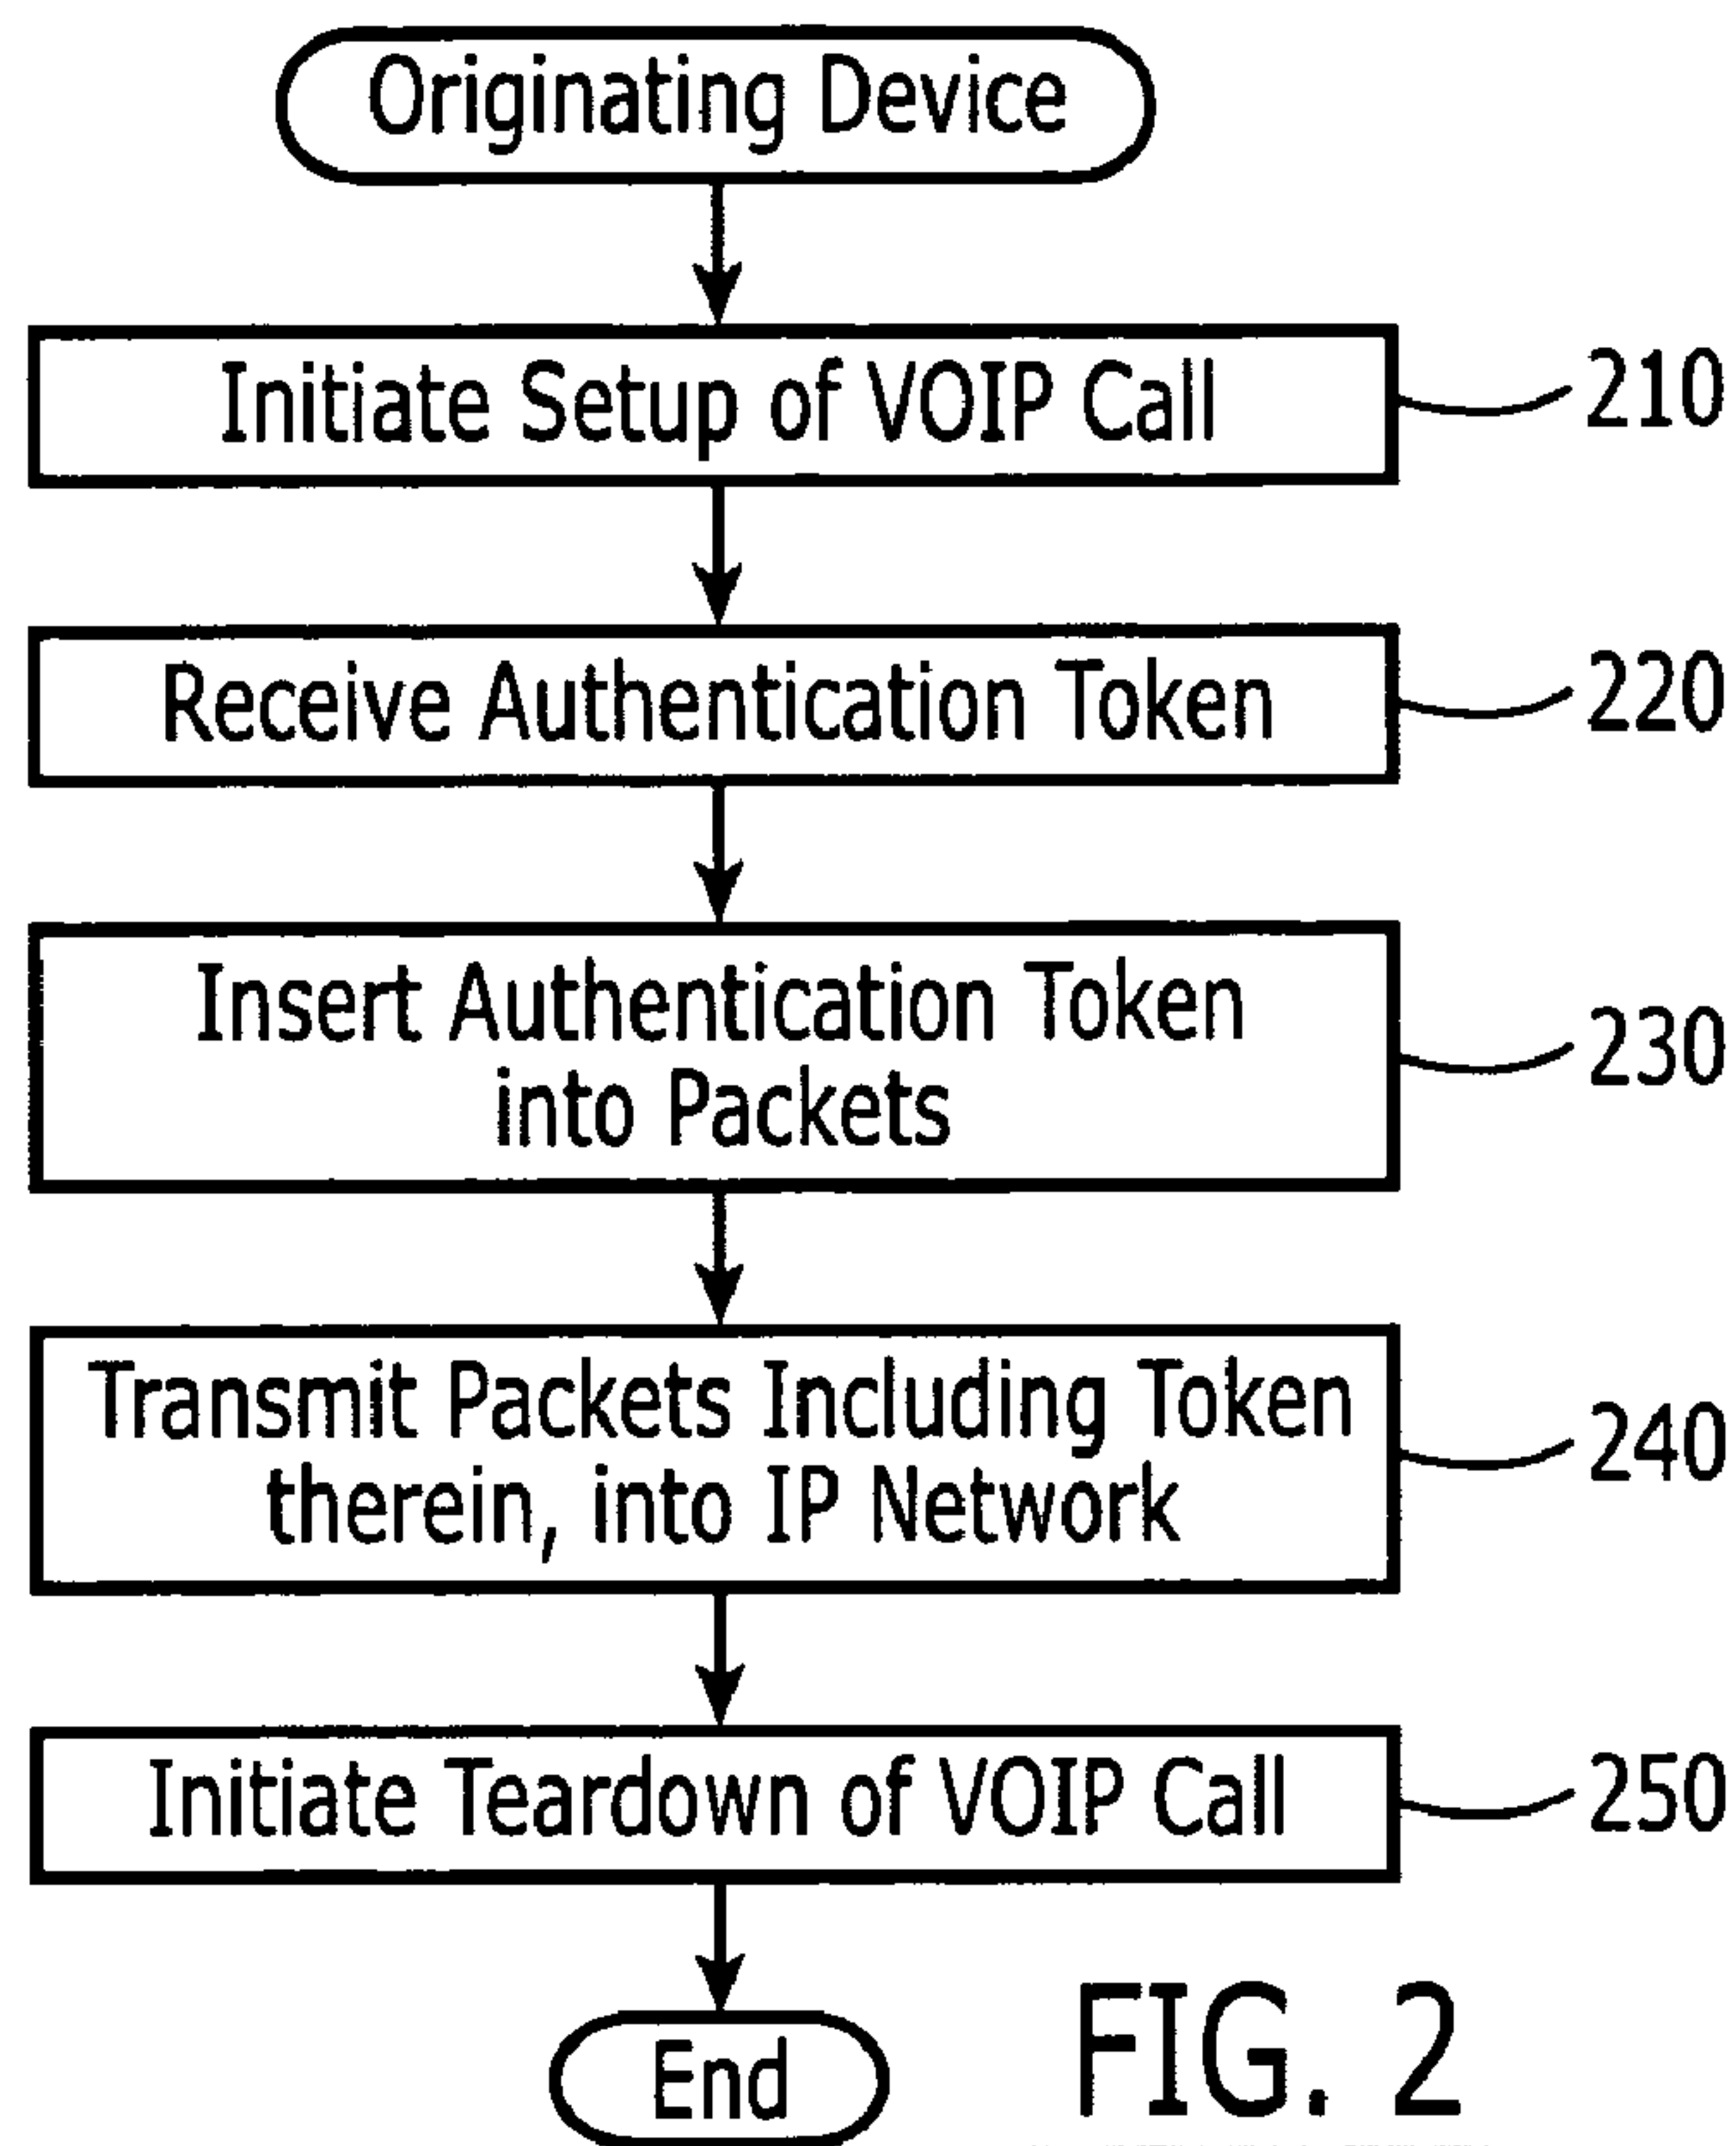 Originating Device
Initiate Setup of VOIP Call
210
Receive Authentication Token
220
Insert Authentication Token
into Packets
230
Transmit Packets Including Token
therein, into IP Network
240
Initiate Teardown of VOIP Call
250
End
FIG. 2